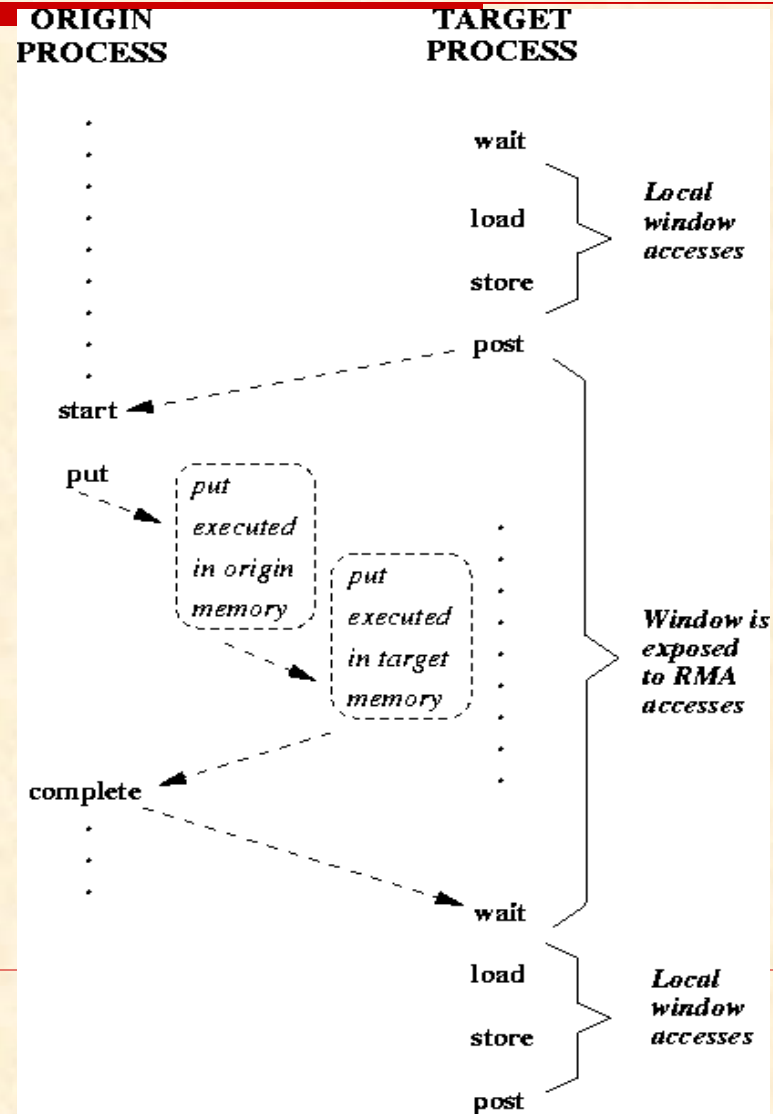 ORIGIN
PROCESS
TARGET
PROCESS
wait
load
store
post
Local
window
accesses
start
put
put
executed
in origin
memory
put
executed
in target
memory
Window is
exposed
to RMA
accesses
complete
wait
load
store
post
Local
window
accesses